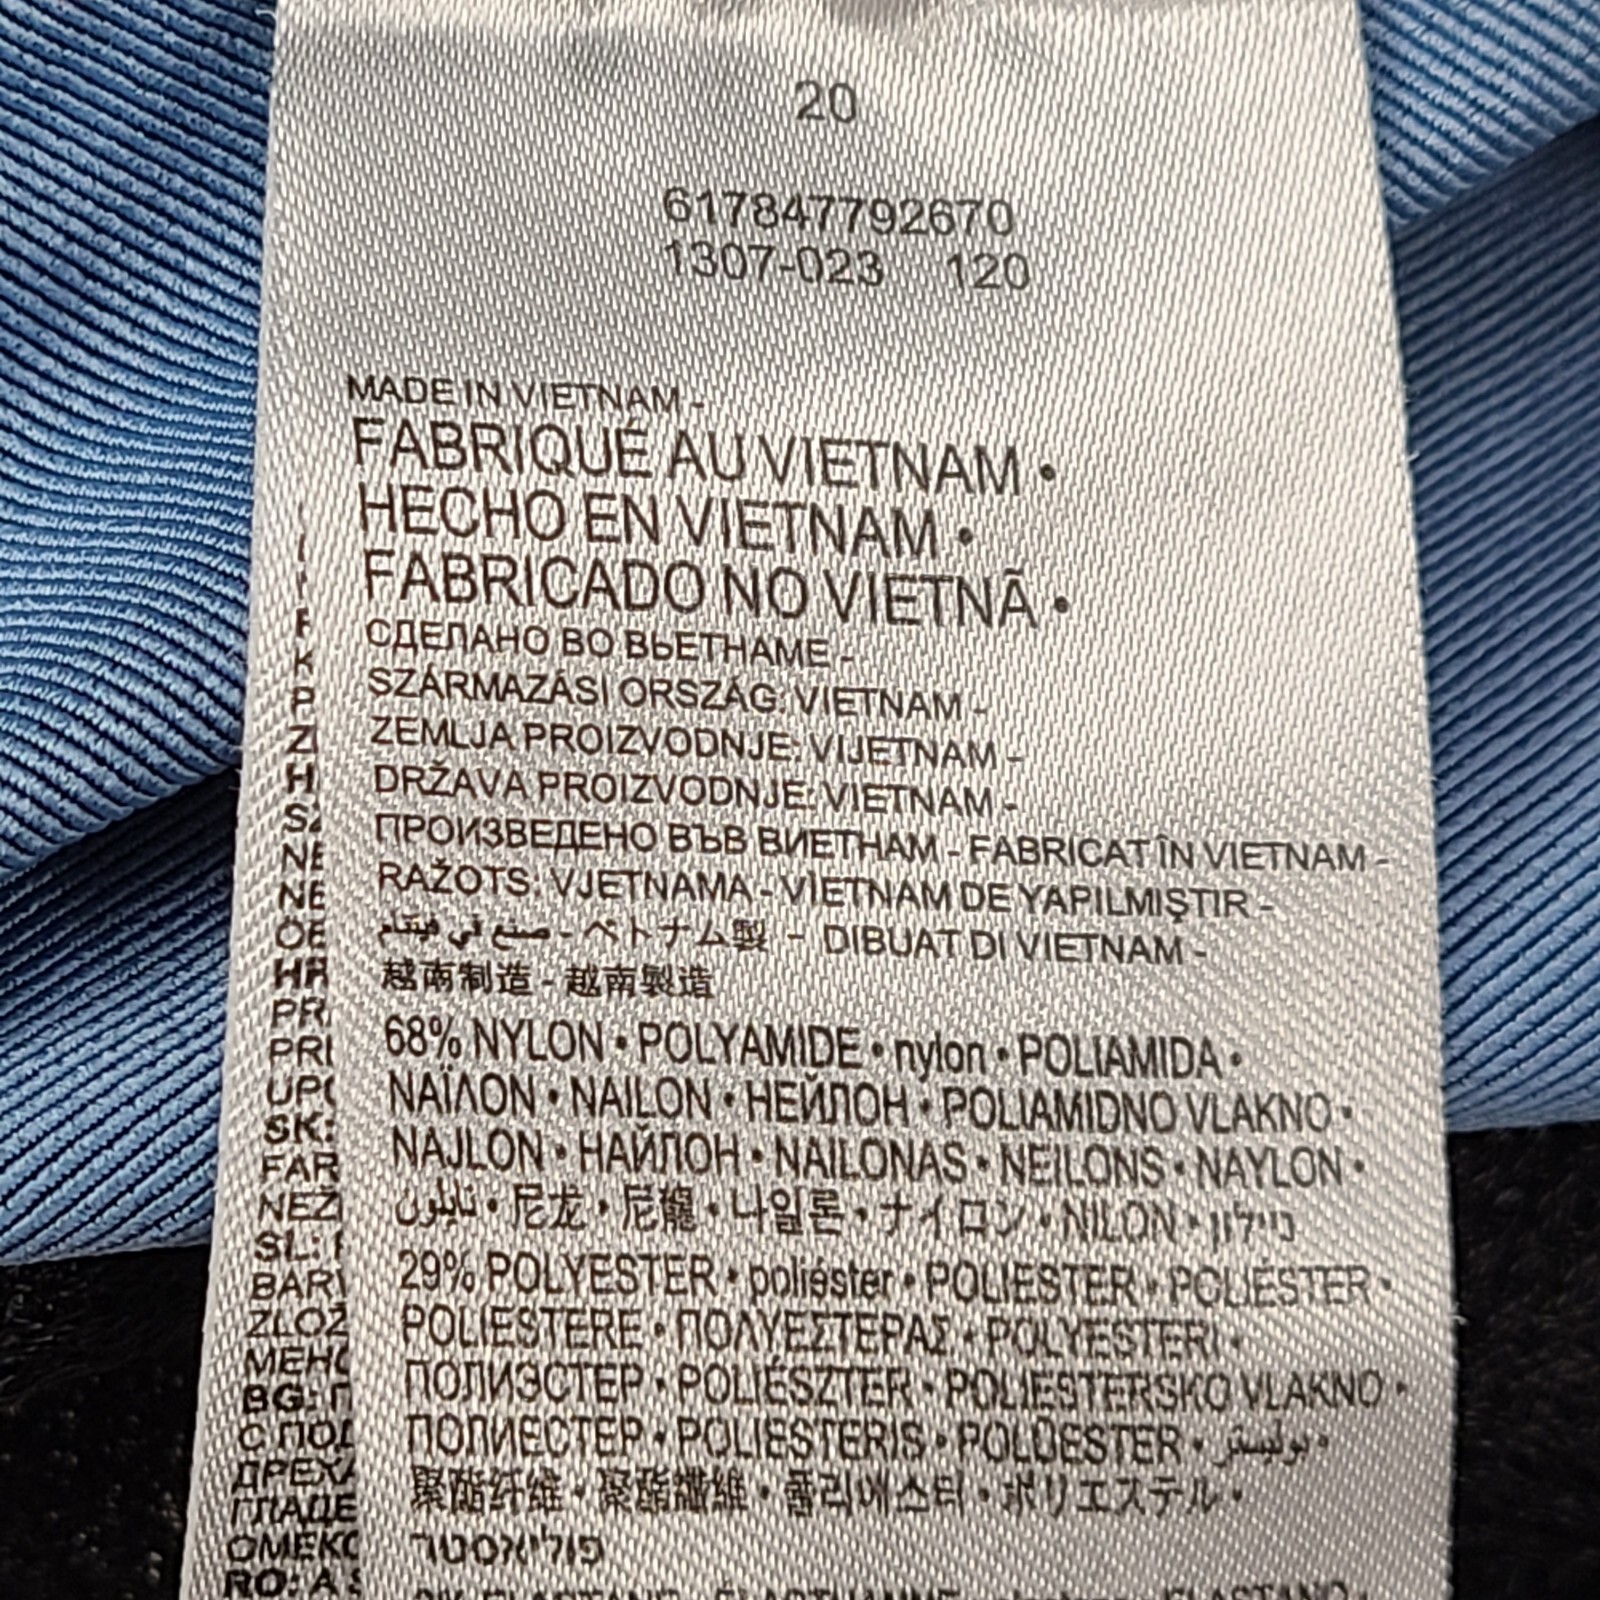 20
617847792670
1307-023 120
MADE IN VIETNAM -
FABRIQUÉ AU VIETNAM •
HECHO EN VIETNAM •
FABRICADO NO VIETNÃ •
СДЕЛАНО ВО ВЬЕТНАМЕ -
SZÁRMAZÁSI ORSZÁG: VIETNAM -
ZEMLJA PROIZVODNJE: VIJETNAM -
DRŽAVA PROIZVODNJE: VIETNAM -
ПРОИЗВЕДЕНО ВЪВ ВИЕТНАМ - FABRICAT ÎN VIETNAM -
RAŽOTS: VJETNAMA - VIETNAM DE YAPILMIŞTIR -
صنع في فيتنام - ベトナム製 - DIBUAT DI VIETNAM -
越南制造 - 越南製造
68% NYLON • POLYAMIDE • nylon • POLIAMIDA •
ΝΑΪΛΟΝ • NAILON • НЕЙЛОН • POLIAMIDNO VLAKNO •
NAJLON • НАЙЛОН • NAILONAS • NEILONS • NAYLON •
نايلون • 尼龙 • 尼龍 • 나일론 • ナイロン • NILON • ניילון
29% POLYESTER • poliéster • POLIESTER • POLIÉSTER •
POLIESTERE • ΠΟΛΥΕΣΤΕΡΑΣ • POLYESTERI •
ПОЛИЭСТЕР • POLIÉSZTER • POLIESTERSKO VLAKNO •
ПОЛИЕСТЕР • POLIESTERIS • POLÜESTER • بوليستر •
聚酯纤维 • 聚酯纖維 • 폴리에스터 • ポリエステル •
פוליאסטר